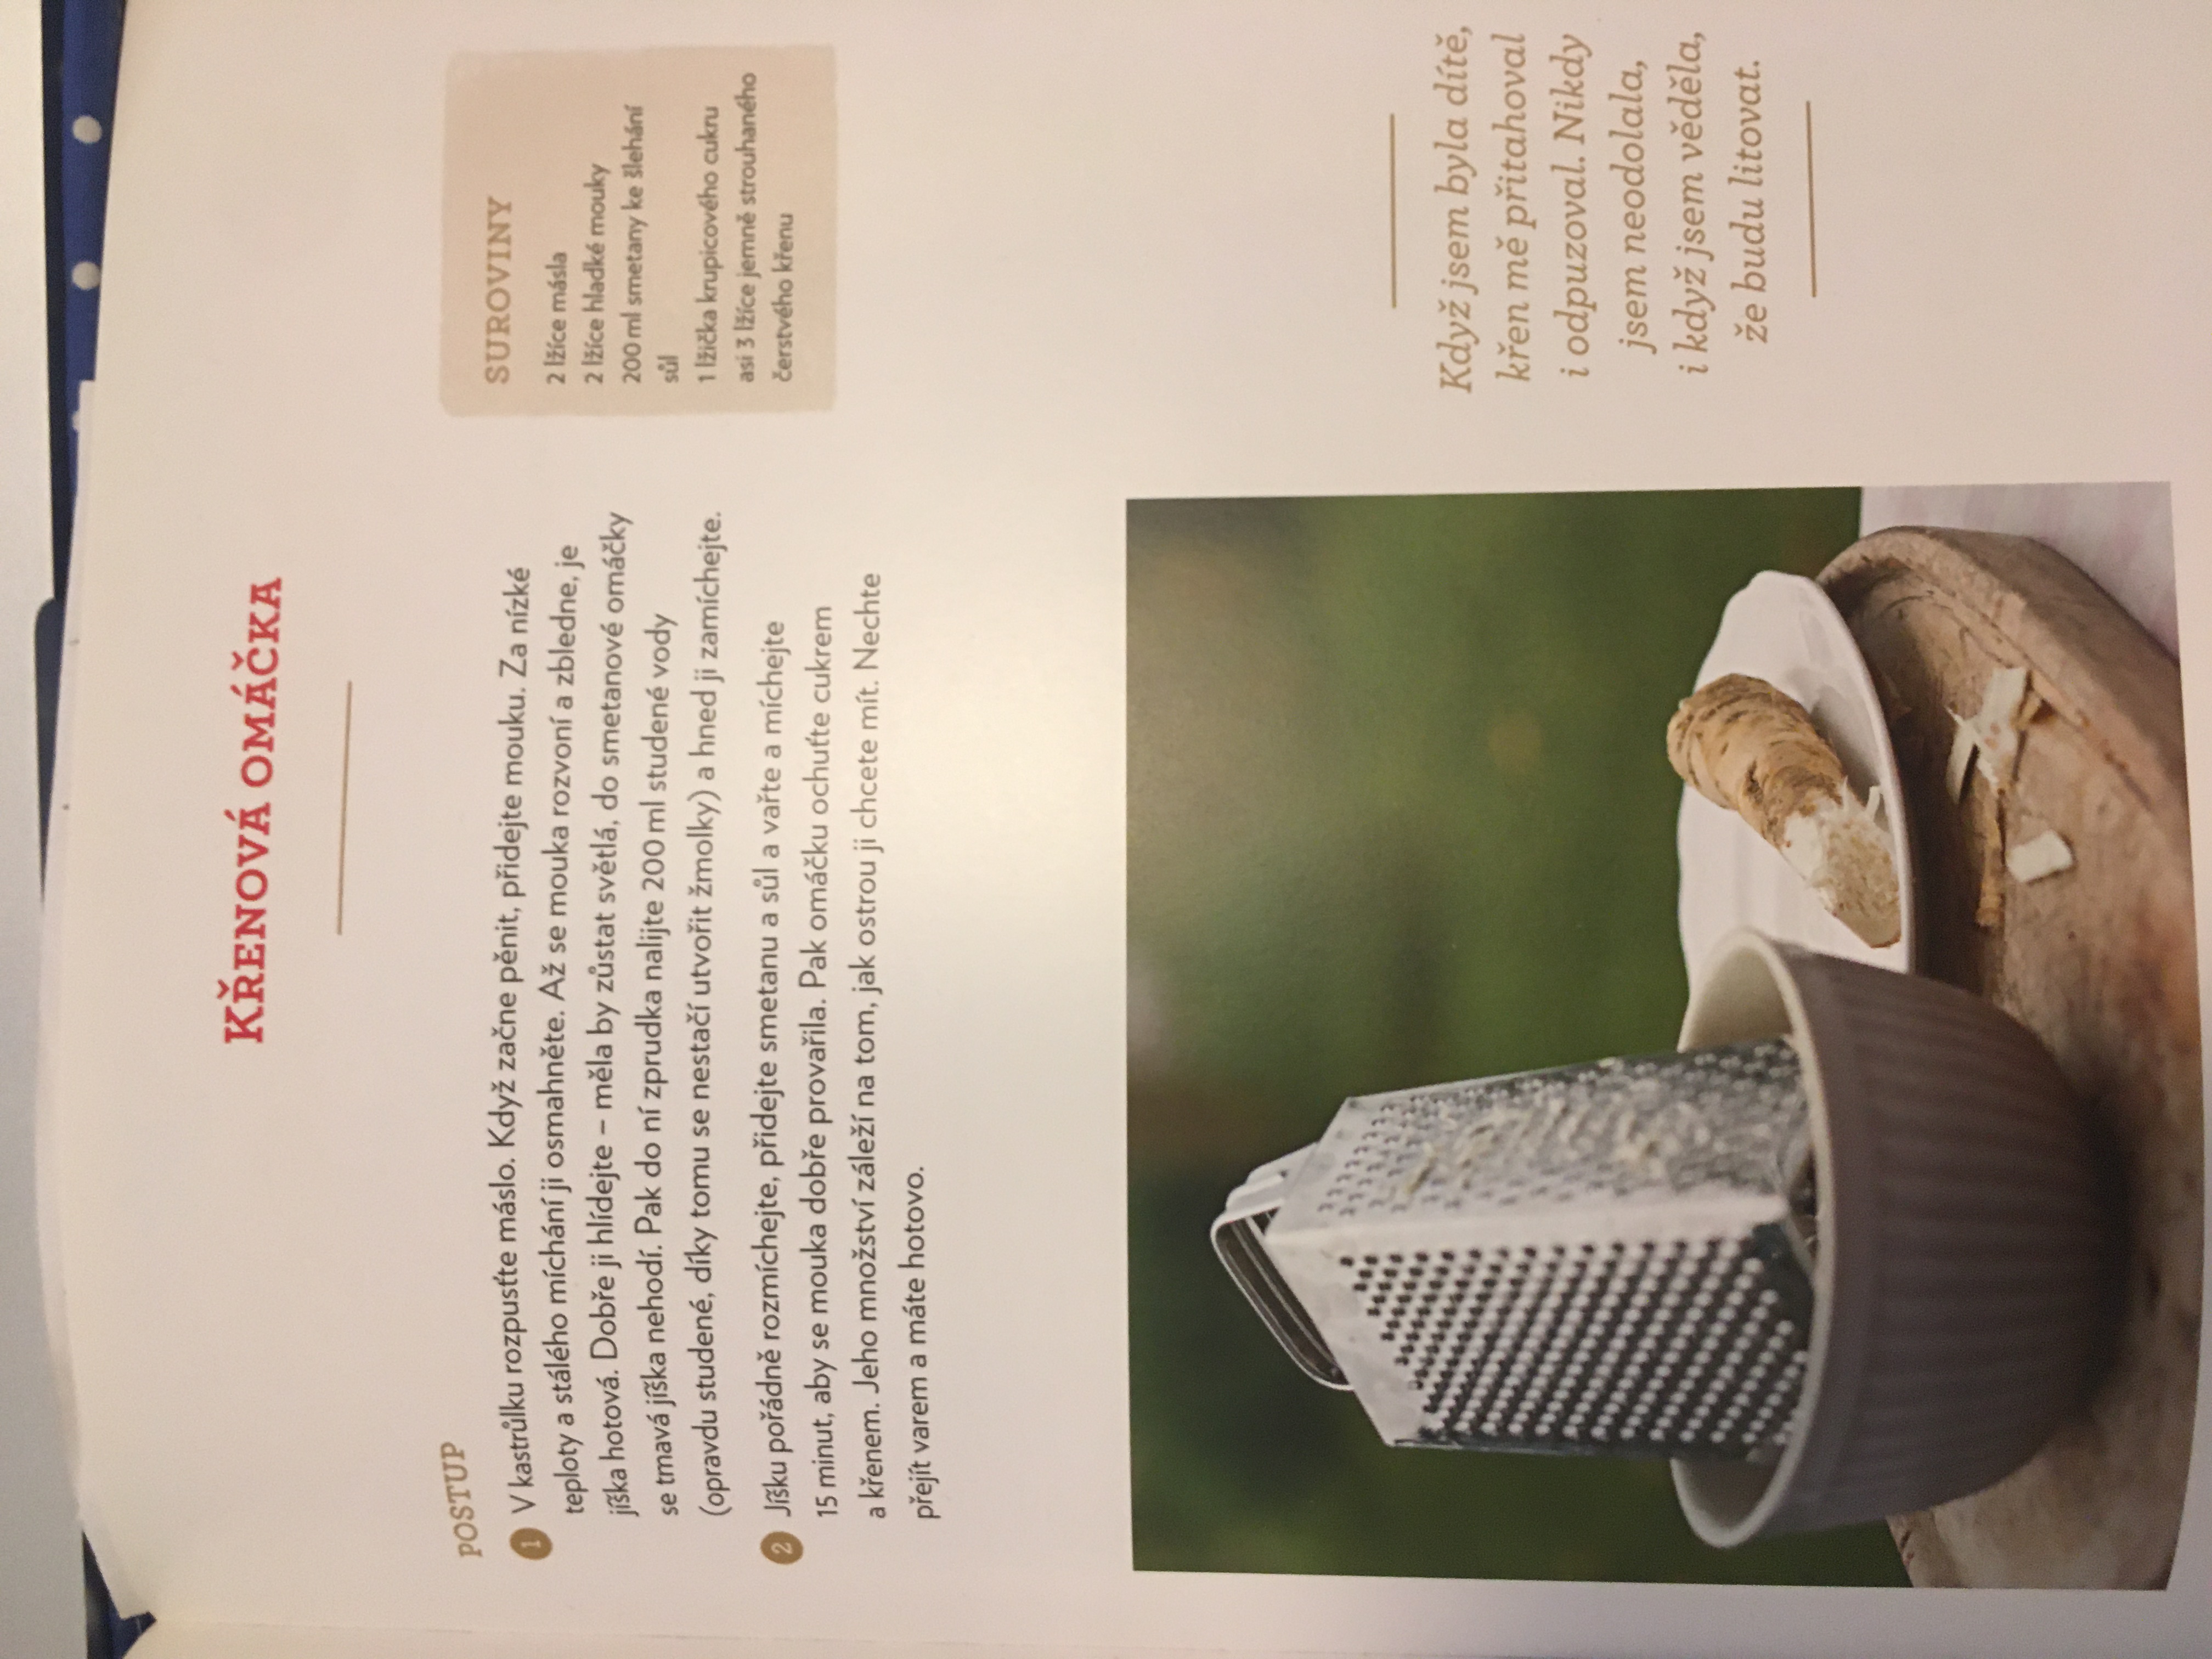 KŘENOVÁ OMÁČKA
POSTUP
1 V kastrůlku rozpusťte máslo. Když začne pěnit, přidejte mouku. Za nízké
teploty a stálého míchání ji osmahněte. Až se mouka rozvoní a zbledne, je
jíška hotová. Dobře ji hlídejte – měla by zůstat světlá, do smetanové omáčky
se tmavá jíška nehodí. Pak do ní zprudka nalijte 200 ml studené vody
(opravdu studené, díky tomu se nestačí utvořit žmolky) a hned ji zamíchejte.
2 Jíšku pořádně rozmíchejte, přidejte smetanu a sůl a vařte a míchejte
15 minut, aby se mouka dobře provařila. Pak omáčku ochuťte cukrem
a křenem. Jeho množství záleží na tom, jak ostrou ji chcete mít. Nechte
přejít varem a máte hotovo.
SUROVINY
2 lžíce másla
2 lžíce hladké mouky
200 ml smetany ke šlehání
sůl
1 lžička krupicového cukru
asi 3 lžíce jemně strouhaného
čerstvého křenu
Když jsem byla dítě,
křen mě přitahoval
i odpuzoval. Nikdy
jsem neodolala,
i když jsem věděla,
že budu litovat.